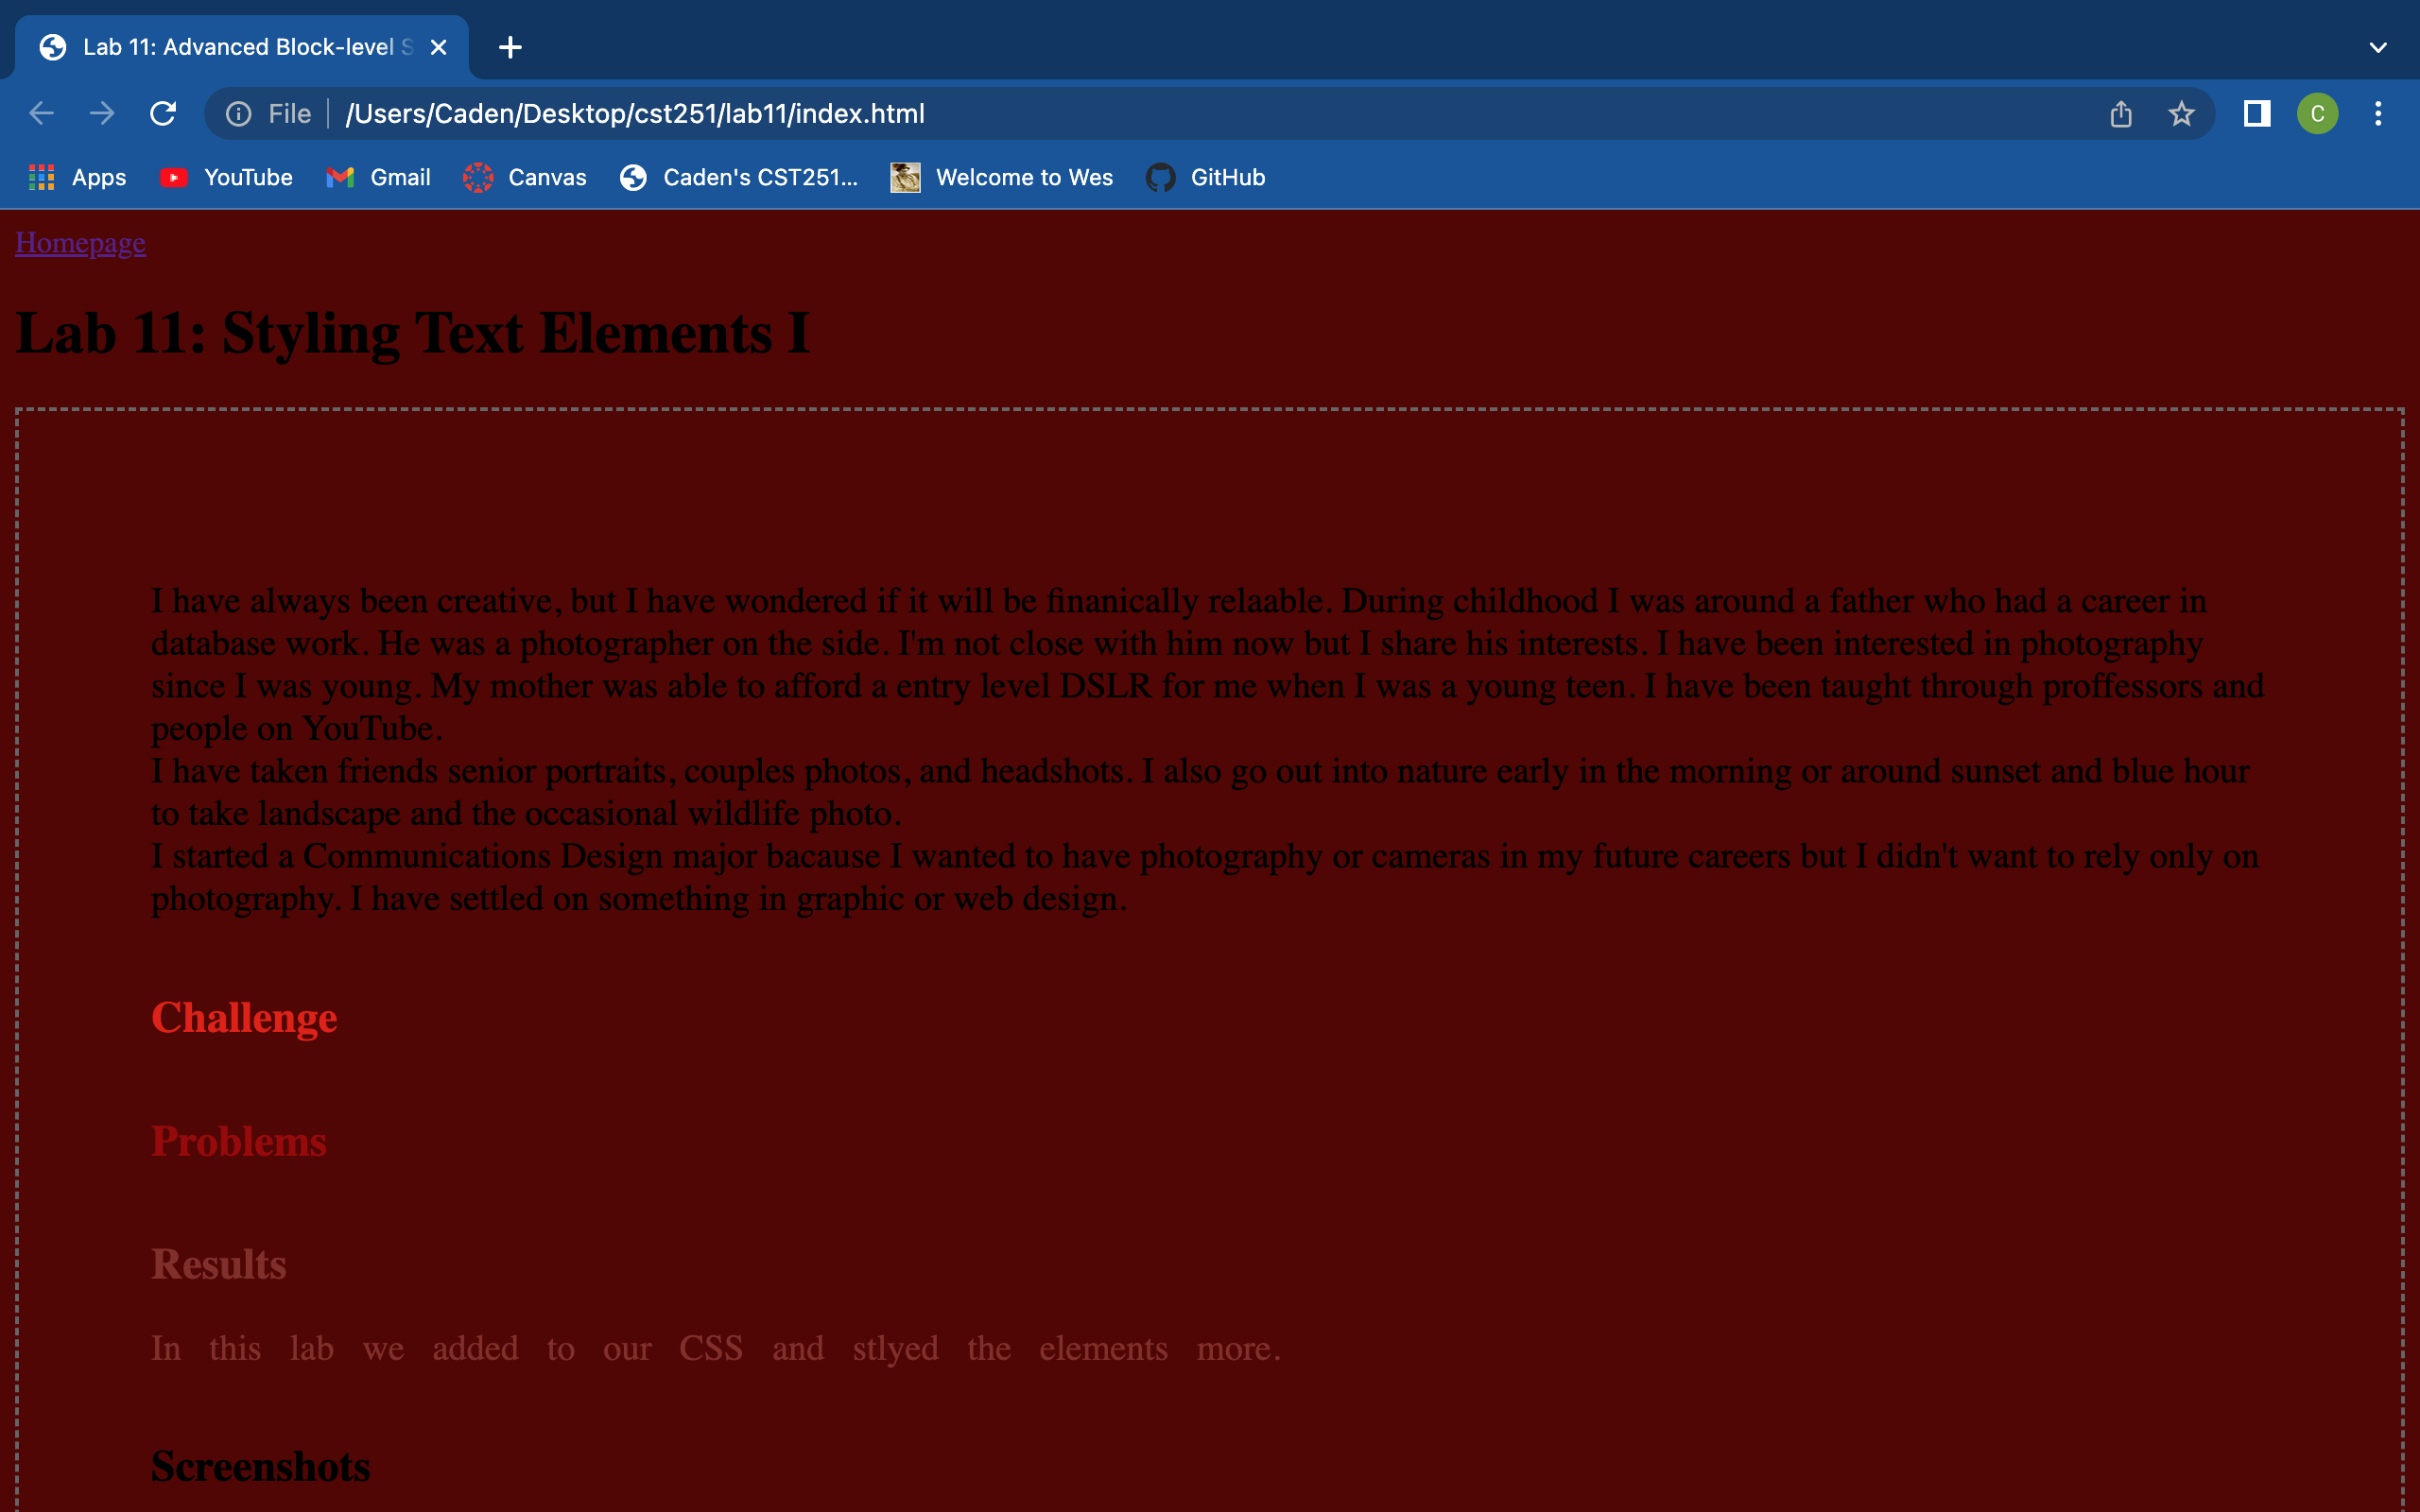 Lab 11: Advanced Block-level S
File /Users/Caden/Desktop/cst251/lab11/index.html C
Apps YouTube Gmail Canvas Caden's CST251... Welcome to Wes GitHub
Homepage
Lab 11: Styling Text Elements I
I have always been creative, but I have wondered if it will be finanically relaable. During childhood I was around a father who had a career in
database work. He was a photographer on the side. I'm not close with him now but I share his interests. I have been interested in photography
since I was young. My mother was able to afford a entry level DSLR for me when I was a young teen. I have been taught through proffessors and
people on YouTube.
I have taken friends senior portraits, couples photos, and headshots. I also go out into nature early in the morning or around sunset and blue hour
to take landscape and the occasional wildlife photo.
I started a Communications Design major bacause I wanted to have photography or cameras in my future careers but I didn't want to rely only on
photography. I have settled on something in graphic or web design.
Challenge
Problems
Results
In this lab we added to our CSS and stlyed the elements more.
Screenshots